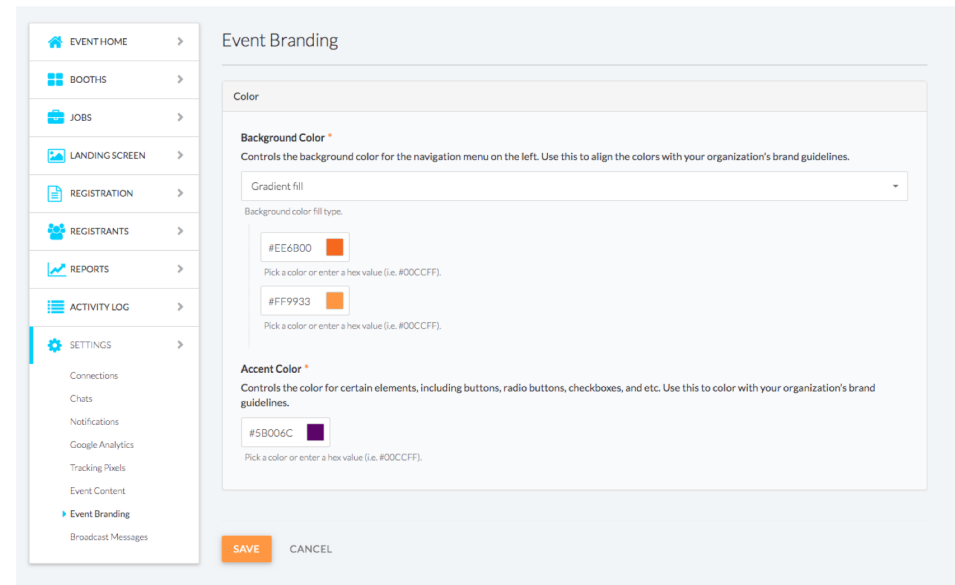 EVENT HOME
BOOTHS
JOBS
LANDING SCREEN
REGISTRATION
REGISTRANTS
REPORTS
ACTIVITY LOG
SETTINGS
Connections
Chats
Notifications
Google Analytics
Tracking Pixels
Event Content
Event Branding
Broadcast Messages
Event Branding
Color
Background Color *
Controls the background color for the navigation menu on the left. Use this to align the colors with your organization's brand guidelines.
Gradient fill
Background color fill type.
#EE6B00
Pick a color or enter a hex value (i.e. #00CCFF).
#FF9933
Pick a color or enter a hex value (i.e. #00CCFF).
Accent Color *
Controls the color for certain elements, including buttons, radio buttons, checkboxes, and etc. Use this to color with your organization's brand
guidelines.
#5B006C
Pick a color or enter a hex value (i.e. #00CCFF).
SAVE
CANCEL